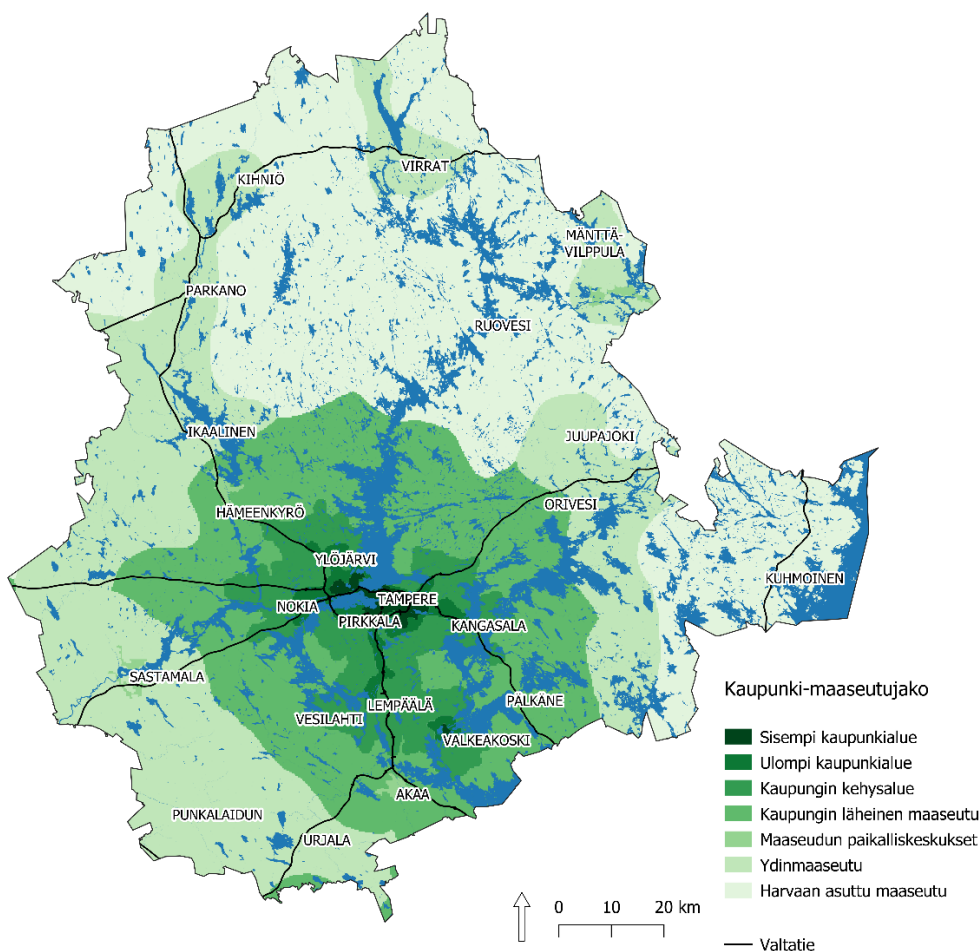 KIHNIÖ
VIRRAT
MÄNTTÄ-
VILPPULA
PARKANO
RUOVESI
IKAALINEN
JUUPAJOKI
HÄMEENKYRÖ
ORIVESI
YLÖJÄRVI
KUHMOINEN
NOKIA
TAMPERE
PIRKKALA
KANGASALA
SASTAMALA
LEMPÄÄLÄ
PÄLKÄNE
VESILAHTI
VALKEAKOSKI
AKAA
PUNKALAIDUN
URJALA
Kaupunki-maaseutujako
Sisempi kaupunkialue
Ulompi kaupunkialue
Kaupungin kehysalue
Kaupungin läheinen maaseutu
Maaseudun paikalliskeskukset
Ydinmaaseutu
Harvaan asuttu maaseutu
Valtatie
0 10 20 km